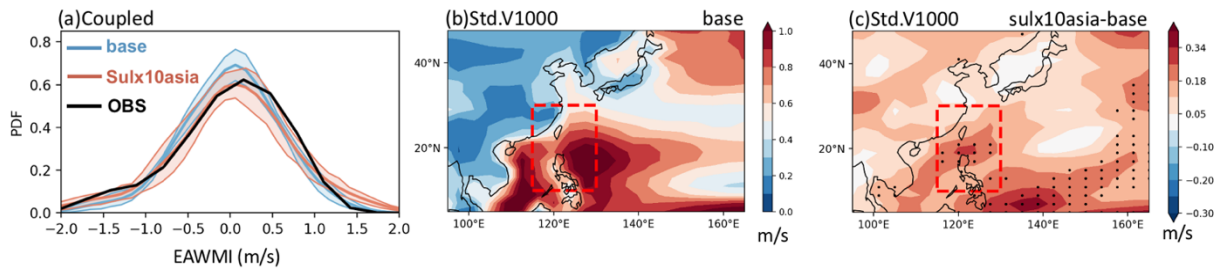 (a)Coupled
0.8
0.6
0.4
0.2
0.0
PDF
base
Sulx10asia
OBS
−2.0 −1.5 −1.0 −0.5 0.0 0.5 1.0 1.5 2.0
EAWMI (m/s)
(b)Std.V1000 base
40°N
20°N
100°E 120°E 140°E 160°E
1.0
0.8
0.6
0.4
0.2
0.0
m/s
(c)Std.V1000 sulx10asia-base
40°N
20°N
100°E 120°E 140°E 160°E
0.34
0.18
0.04
−0.04
−0.20
−0.30
m/s